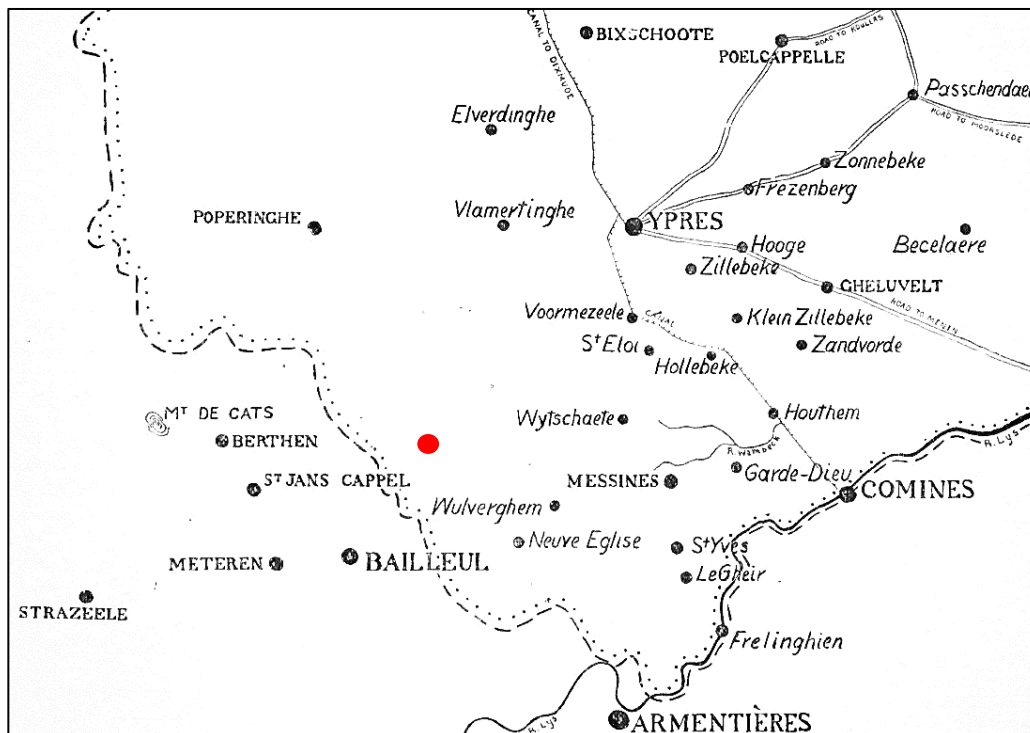 BIXSCHOOTE
CANAL TO DIXMUDE
POELCAPPELLE
ROAD TO ROULERS
Passchendael
ROAD TO MOORSLEDE
Elverdinghe
Zonnebeke
Frezenberg
POPERINGHE
Vlamertinghe
YPRES
Hooge
Becelaere
Zillebeke
GHELUVELT
ROAD TO MENIN
Voormezeele
CANAL
Klein Zillebeke
St Eloi
Hollebeke
Zandvorde
MT DE CATS
BERTHEN
Wytschaete
Houthem
R. Wambeck
R. Lys
ST JANS CAPPEL
MESSINES
Garde-Dieu
COMINES
Wulverghem
Neuve Eglise
St Yves
METEREN
BAILLEUL
LeGheir
STRAZEELE
Frelinghien
R. Lys
ARMENTIÈRES